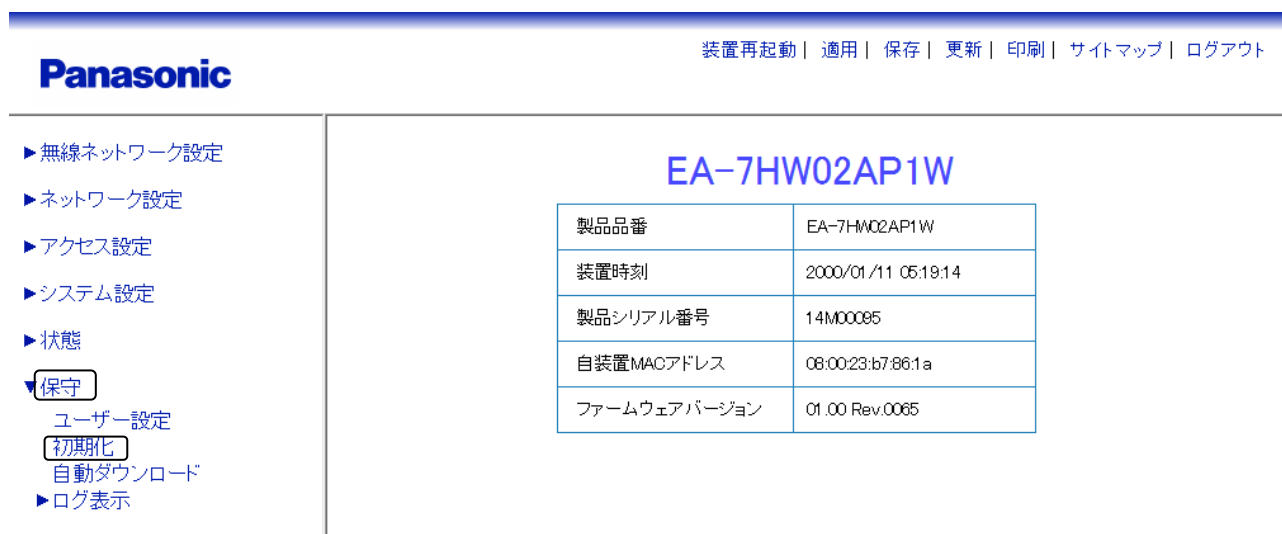 Panasonic
装置再起動 | 適用 | 保存 | 更新 | 印刷 | サイトマップ | ログアウト
▶無線ネットワーク設定
▶ネットワーク設定
▶アクセス設定
▶システム設定
▶状態
▼保守
ユーザー設定
初期化
自動ダウンロード
▶ログ表示
EA-7HW02AP1W
製品品番 EA-7HW02AP1W
装置時刻 2000/01/11 05:19:14
製品シリアル番号 14M00095
自装置MACアドレス 08:00:23:b7:86:1a
ファームウェアバージョン 01.00 Rev.0065